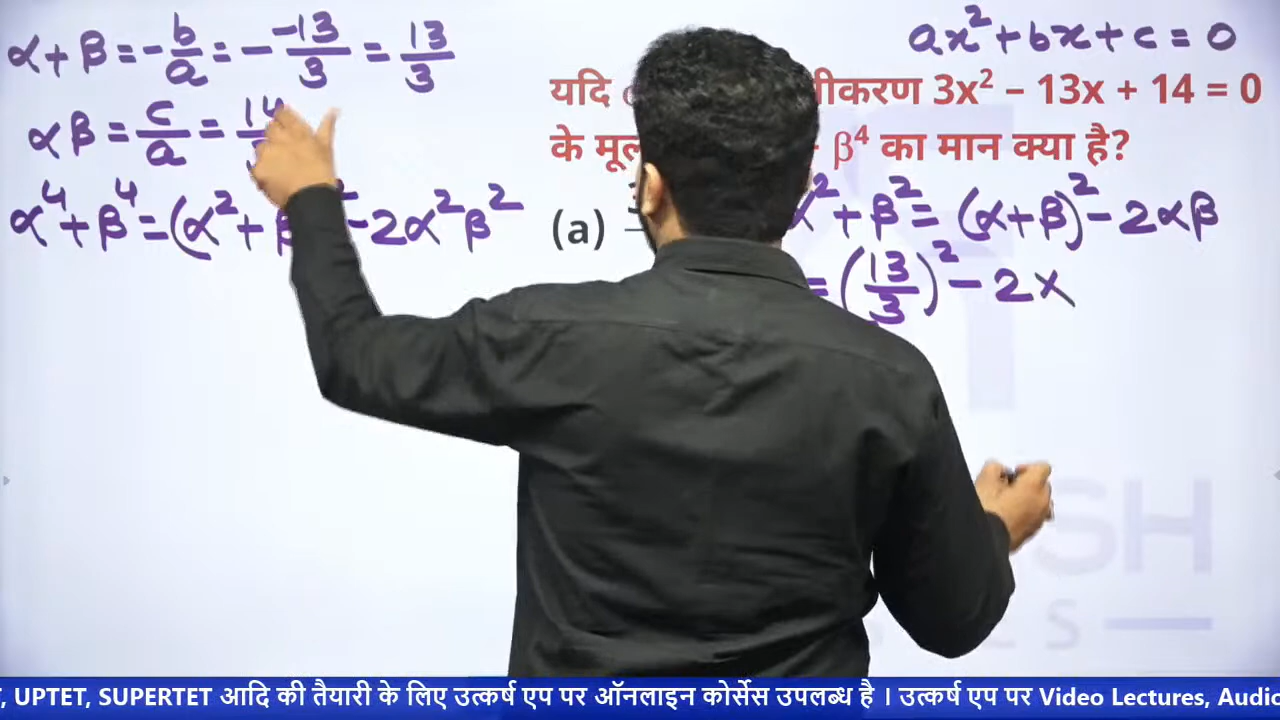 α + β = - b/a = - -13/3 = 13/3
ax² + bx + c = 0
यदि समीकरण 3x² – 13x + 14 = 0
αβ = c/a = 14/
के मूल β⁴ का मान क्या है?
α⁴ + β⁴ = (α² + β² - 2α²β²
(a)
α² + β² = (α+β)² - 2αβ
= (13/3)² - 2×
SH
SES
, UPTET, SUPERTET आदि की तैयारी के लिए उत्कर्ष एप पर ऑनलाइन कोर्सेस उपलब्ध है । उत्कर्ष एप पर Video Lectures, Audio